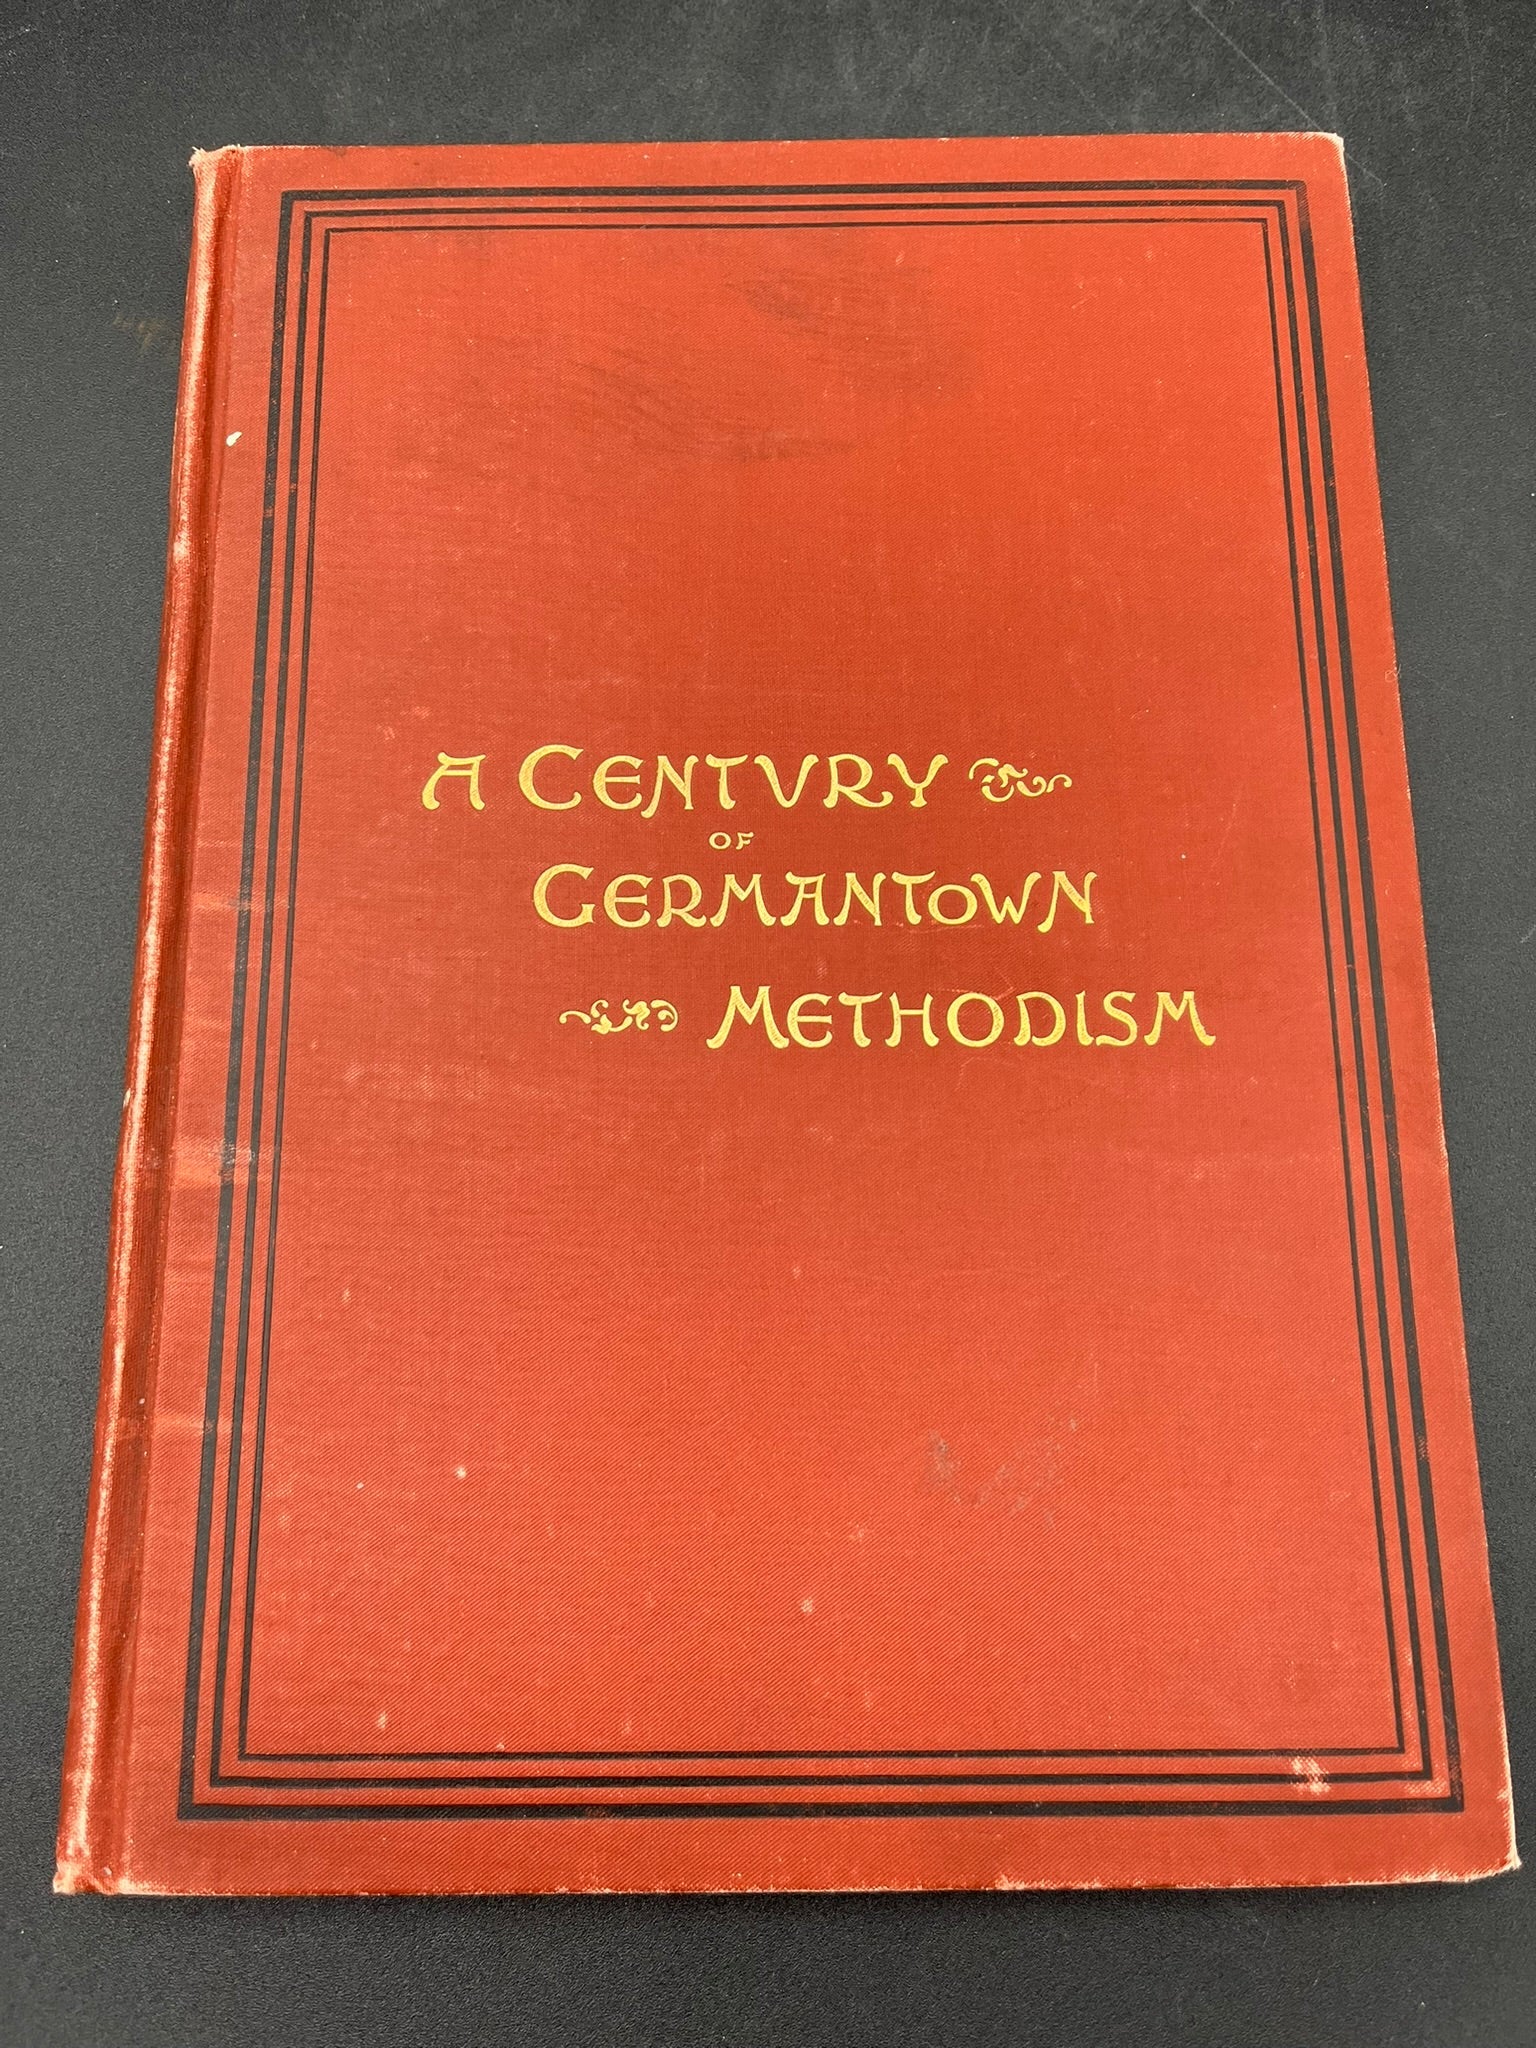 A CENTVRY
OF
GERMANTOWN
METHODISM